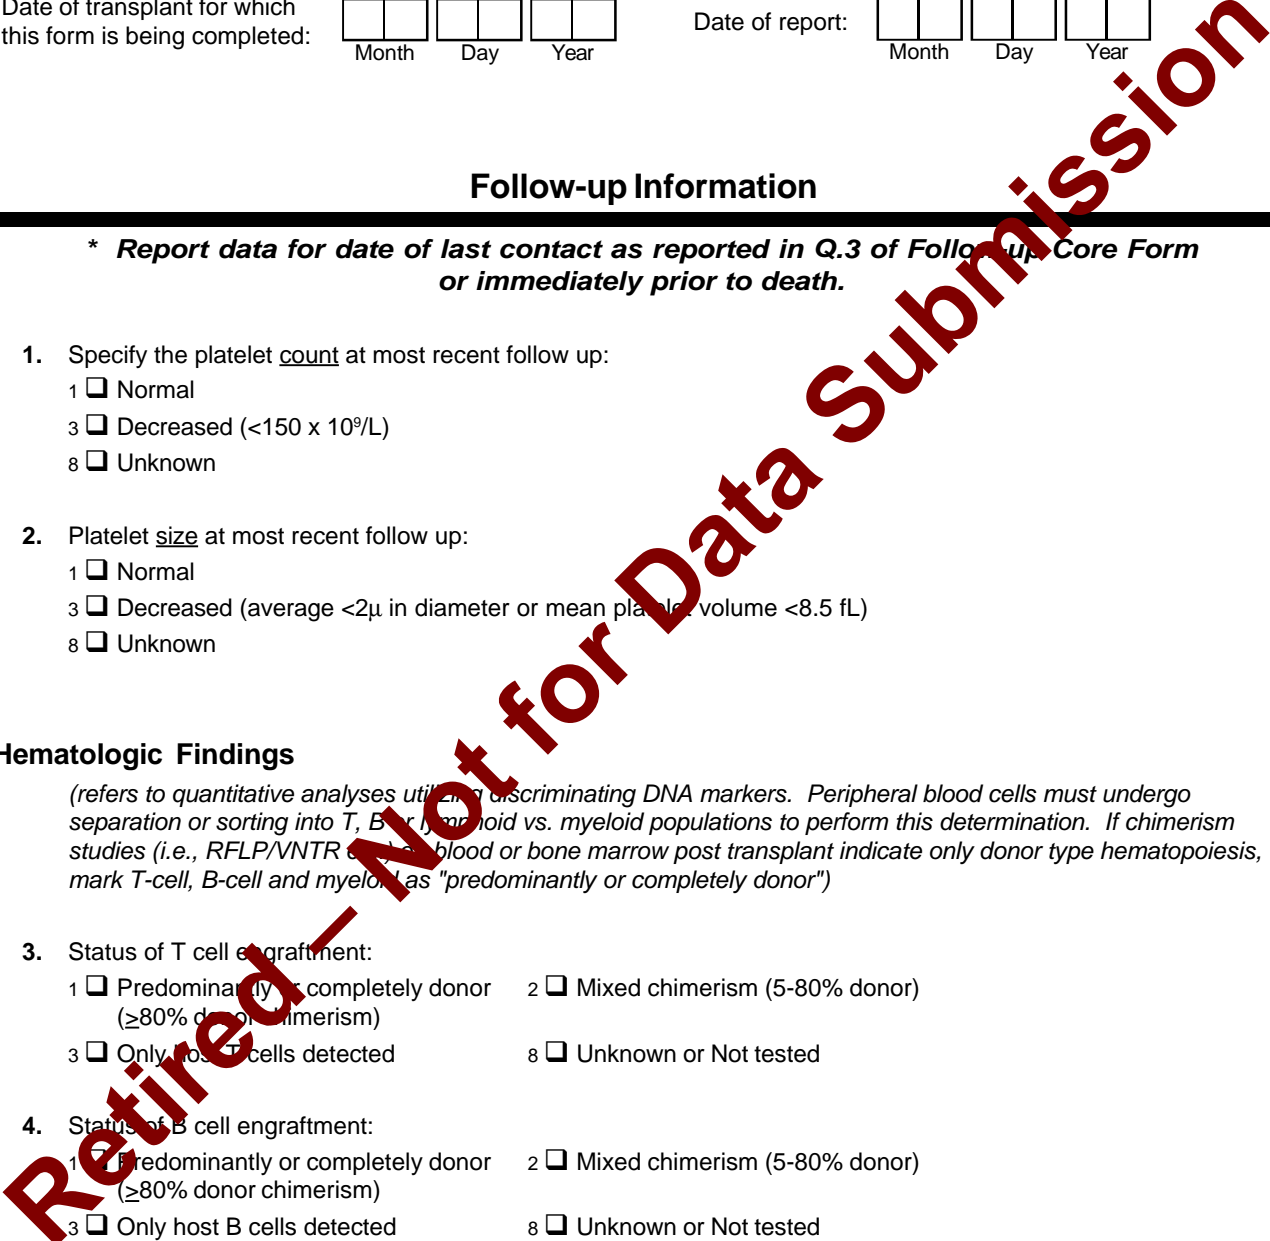 Date of transplant for which
this form is being completed:
Month Day Year
Date of report:
Month Day Year
Follow-up Information
* Report data for date of last contact as reported in Q.3 of Follow-up Core Form
or immediately prior to death.
1. Specify the platelet count at most recent follow up:
1 ❑ Normal
3 ❑ Decreased (<150 x 10⁹/L)
8 ❑ Unknown
2. Platelet size at most recent follow up:
1 ❑ Normal
3 ❑ Decreased (average <2μ in diameter or mean platelet volume <8.5 fL)
8 ❑ Unknown
Hematologic Findings
(refers to quantitative analyses utilizing discriminating DNA markers. Peripheral blood cells must undergo
separation or sorting into T, B or lymphoid vs. myeloid populations to perform this determination. If chimerism
studies (i.e., RFLP/VNTR blood or bone marrow post transplant indicate only donor type hematopoiesis,
mark T-cell, B-cell and myeloid as "predominantly or completely donor")
3. Status of T cell engraftment:
1 ❑ Predominantly or completely donor 2 ❑ Mixed chimerism (5-80% donor)
(≥80% donor chimerism)
3 ❑ Only host T cells detected 8 ❑ Unknown or Not tested
4. Status of B cell engraftment:
1 ❑ Predominantly or completely donor 2 ❑ Mixed chimerism (5-80% donor)
(≥80% donor chimerism)
3 ❑ Only host B cells detected 8 ❑ Unknown or Not tested
Retired – Not for Data Submission